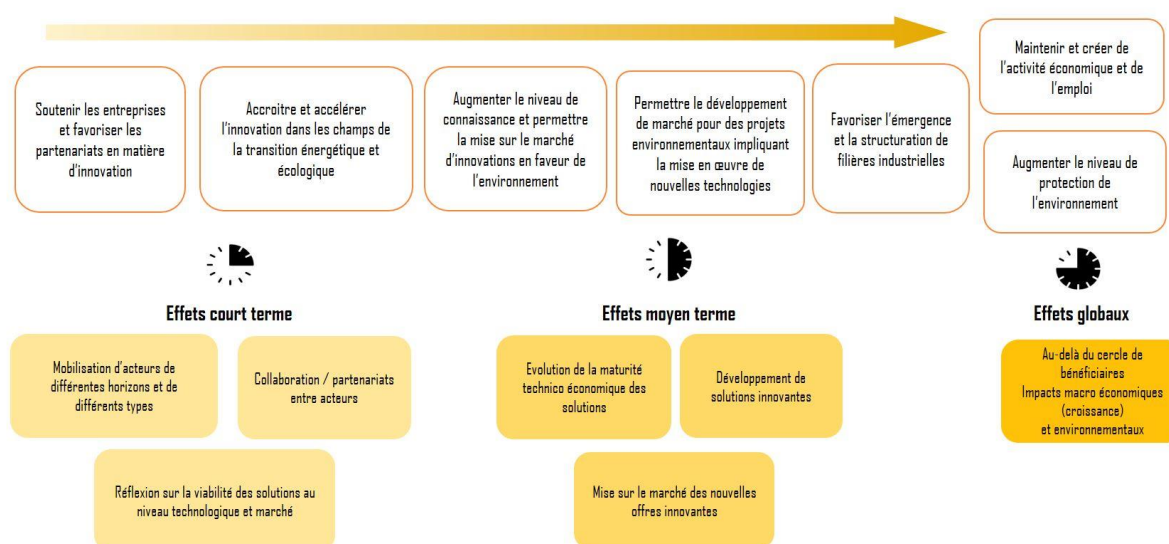 Soutenir les entreprises
et favoriser les
partenariats en matière
d'innovation
Accroitre et accélérer
l'innovation dans les champs de
la transition énergétique et
écologique
Augmenter le niveau de
connaissance et permettre
la mise sur le marché
d'innovations en faveur de
l'environnement
Permettre le développement
de marché pour des projets
environnementaux impliquant
la mise en œuvre de
nouvelles technologies
Favoriser l'émergence
et la structuration de
filières industrielles
Maintenir et créer de
l'activité économique et de
l'emploi
Augmenter le niveau de
protection de
l'environnement
Effets court terme
Mobilisation d'acteurs de
différentes horizons et de
différents types
Collaboration / partenariats
entre acteurs
Réflexion sur la viabilité des solutions au
niveau technologique et marché
Effets moyen terme
Evolution de la maturité
technico économique des
solutions
Développement de
solutions innovantes
Mise sur le marché des nouvelles
offres innovantes
Effets globaux
Au-delà du cercle de
bénéficiaires
Impacts macro économiques
(croissance)
et environnementaux